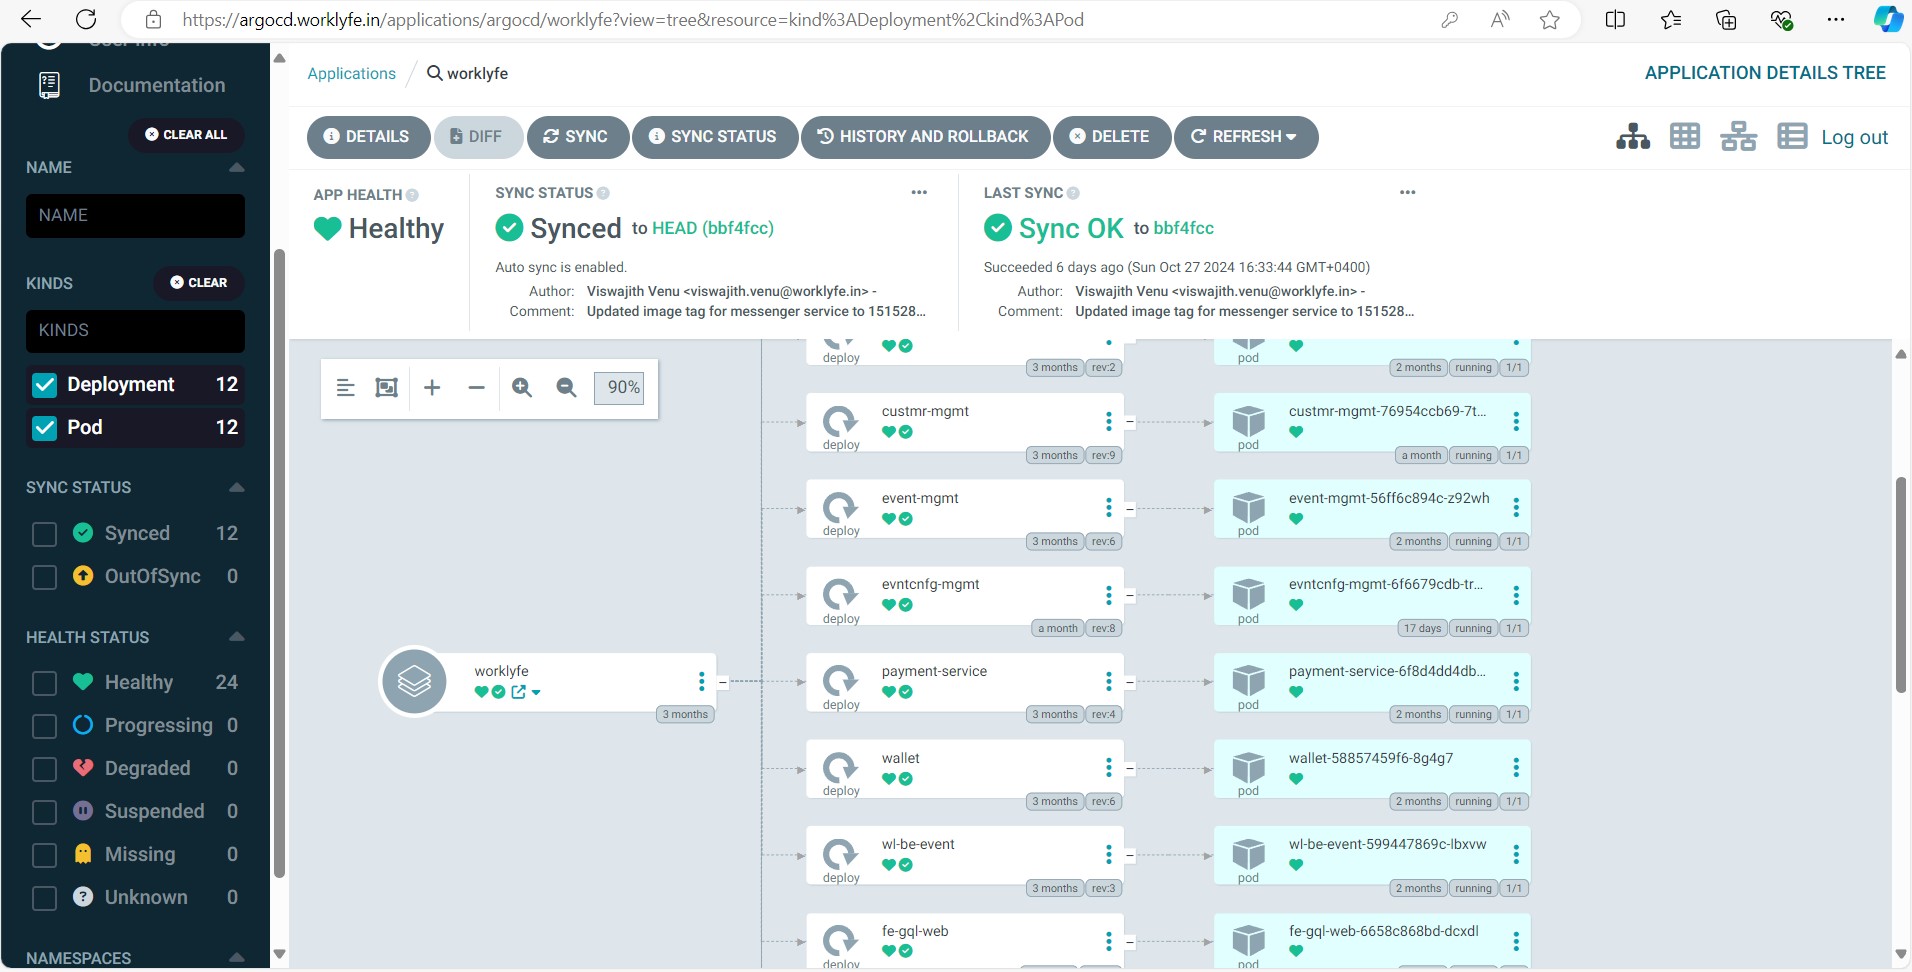 https://argocd.worklyfe.in/applications/argocd/worklyfe?view=tree&resource=kind%3ADeployment%2Ckind%3APod
User Info
Documentation
CLEAR ALL
NAME
NAME
KINDS
CLEAR
KINDS
Deployment 12
Pod 12
SYNC STATUS
Synced 12
OutOfSync 0
HEALTH STATUS
Healthy 24
Progressing 0
Degraded 0
Suspended 0
Missing 0
Unknown 0
NAMESPACES
Applications / worklyfe
APPLICATION DETAILS TREE
DETAILS DIFF SYNC SYNC STATUS HISTORY AND ROLLBACK DELETE REFRESH
Log out
APP HEALTH
Healthy
SYNC STATUS
Synced to HEAD (bbf4fcc)
Auto sync is enabled.
Author: Viswajith Venu <viswajith.venu@worklyfe.in> -
Comment: Updated image tag for messenger service to 151528...
LAST SYNC
Sync OK to bbf4fcc
Succeeded 6 days ago (Sun Oct 27 2024 16:33:44 GMT+0400)
Author: Viswajith Venu <viswajith.venu@worklyfe.in> -
Comment: Updated image tag for messenger service to 151528...
90%
worklyfe
3 months
deploy
3 months rev:2
pod
2 months running 1/1
custmr-mgmt
deploy
3 months rev:9
custmr-mgmt-76954ccb69-7t...
pod
a month running 1/1
event-mgmt
deploy
3 months rev:6
event-mgmt-56ff6c894c-z92wh
pod
2 months running 1/1
evntcnfg-mgmt
deploy
a month rev:8
evntcnfg-mgmt-6f6679cdb-tr...
pod
17 days running 1/1
payment-service
deploy
3 months rev:4
payment-service-6f8d4dd4db...
pod
2 months running 1/1
wallet
deploy
3 months rev:6
wallet-58857459f6-8g4g7
pod
2 months running 1/1
wl-be-event
deploy
3 months rev:3
wl-be-event-599447869c-lbxvw
pod
2 months running 1/1
fe-gql-web
deploy
fe-gql-web-6658c868bd-dcxdl
pod